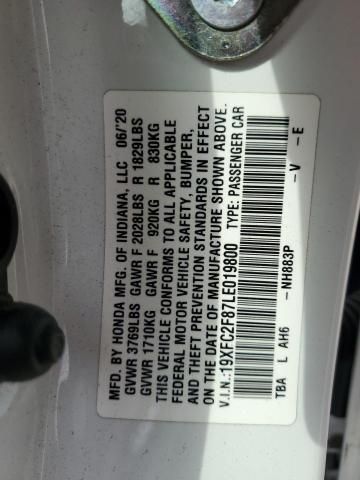 MFG. BY HONDA MFG. OF INDIANA, LLC 06/'20
GVWR 3769LBS GAWR F 2028LBS R 1829LBS
GVWR 1710KG GAWR F 920KG R 830KG
THIS VEHICLE CONFORMS TO ALL APPLICABLE
FEDERAL MOTOR VEHICLE SAFETY, BUMPER,
AND THEFT PREVENTION STANDARDS IN EFFECT
ON THE DATE OF MANUFACTURE SHOWN ABOVE.
V.I.N.:19XFC2F87LE019800 TYPE: PASSENGER CAR
TBA L AH6 -NH883P -V -E